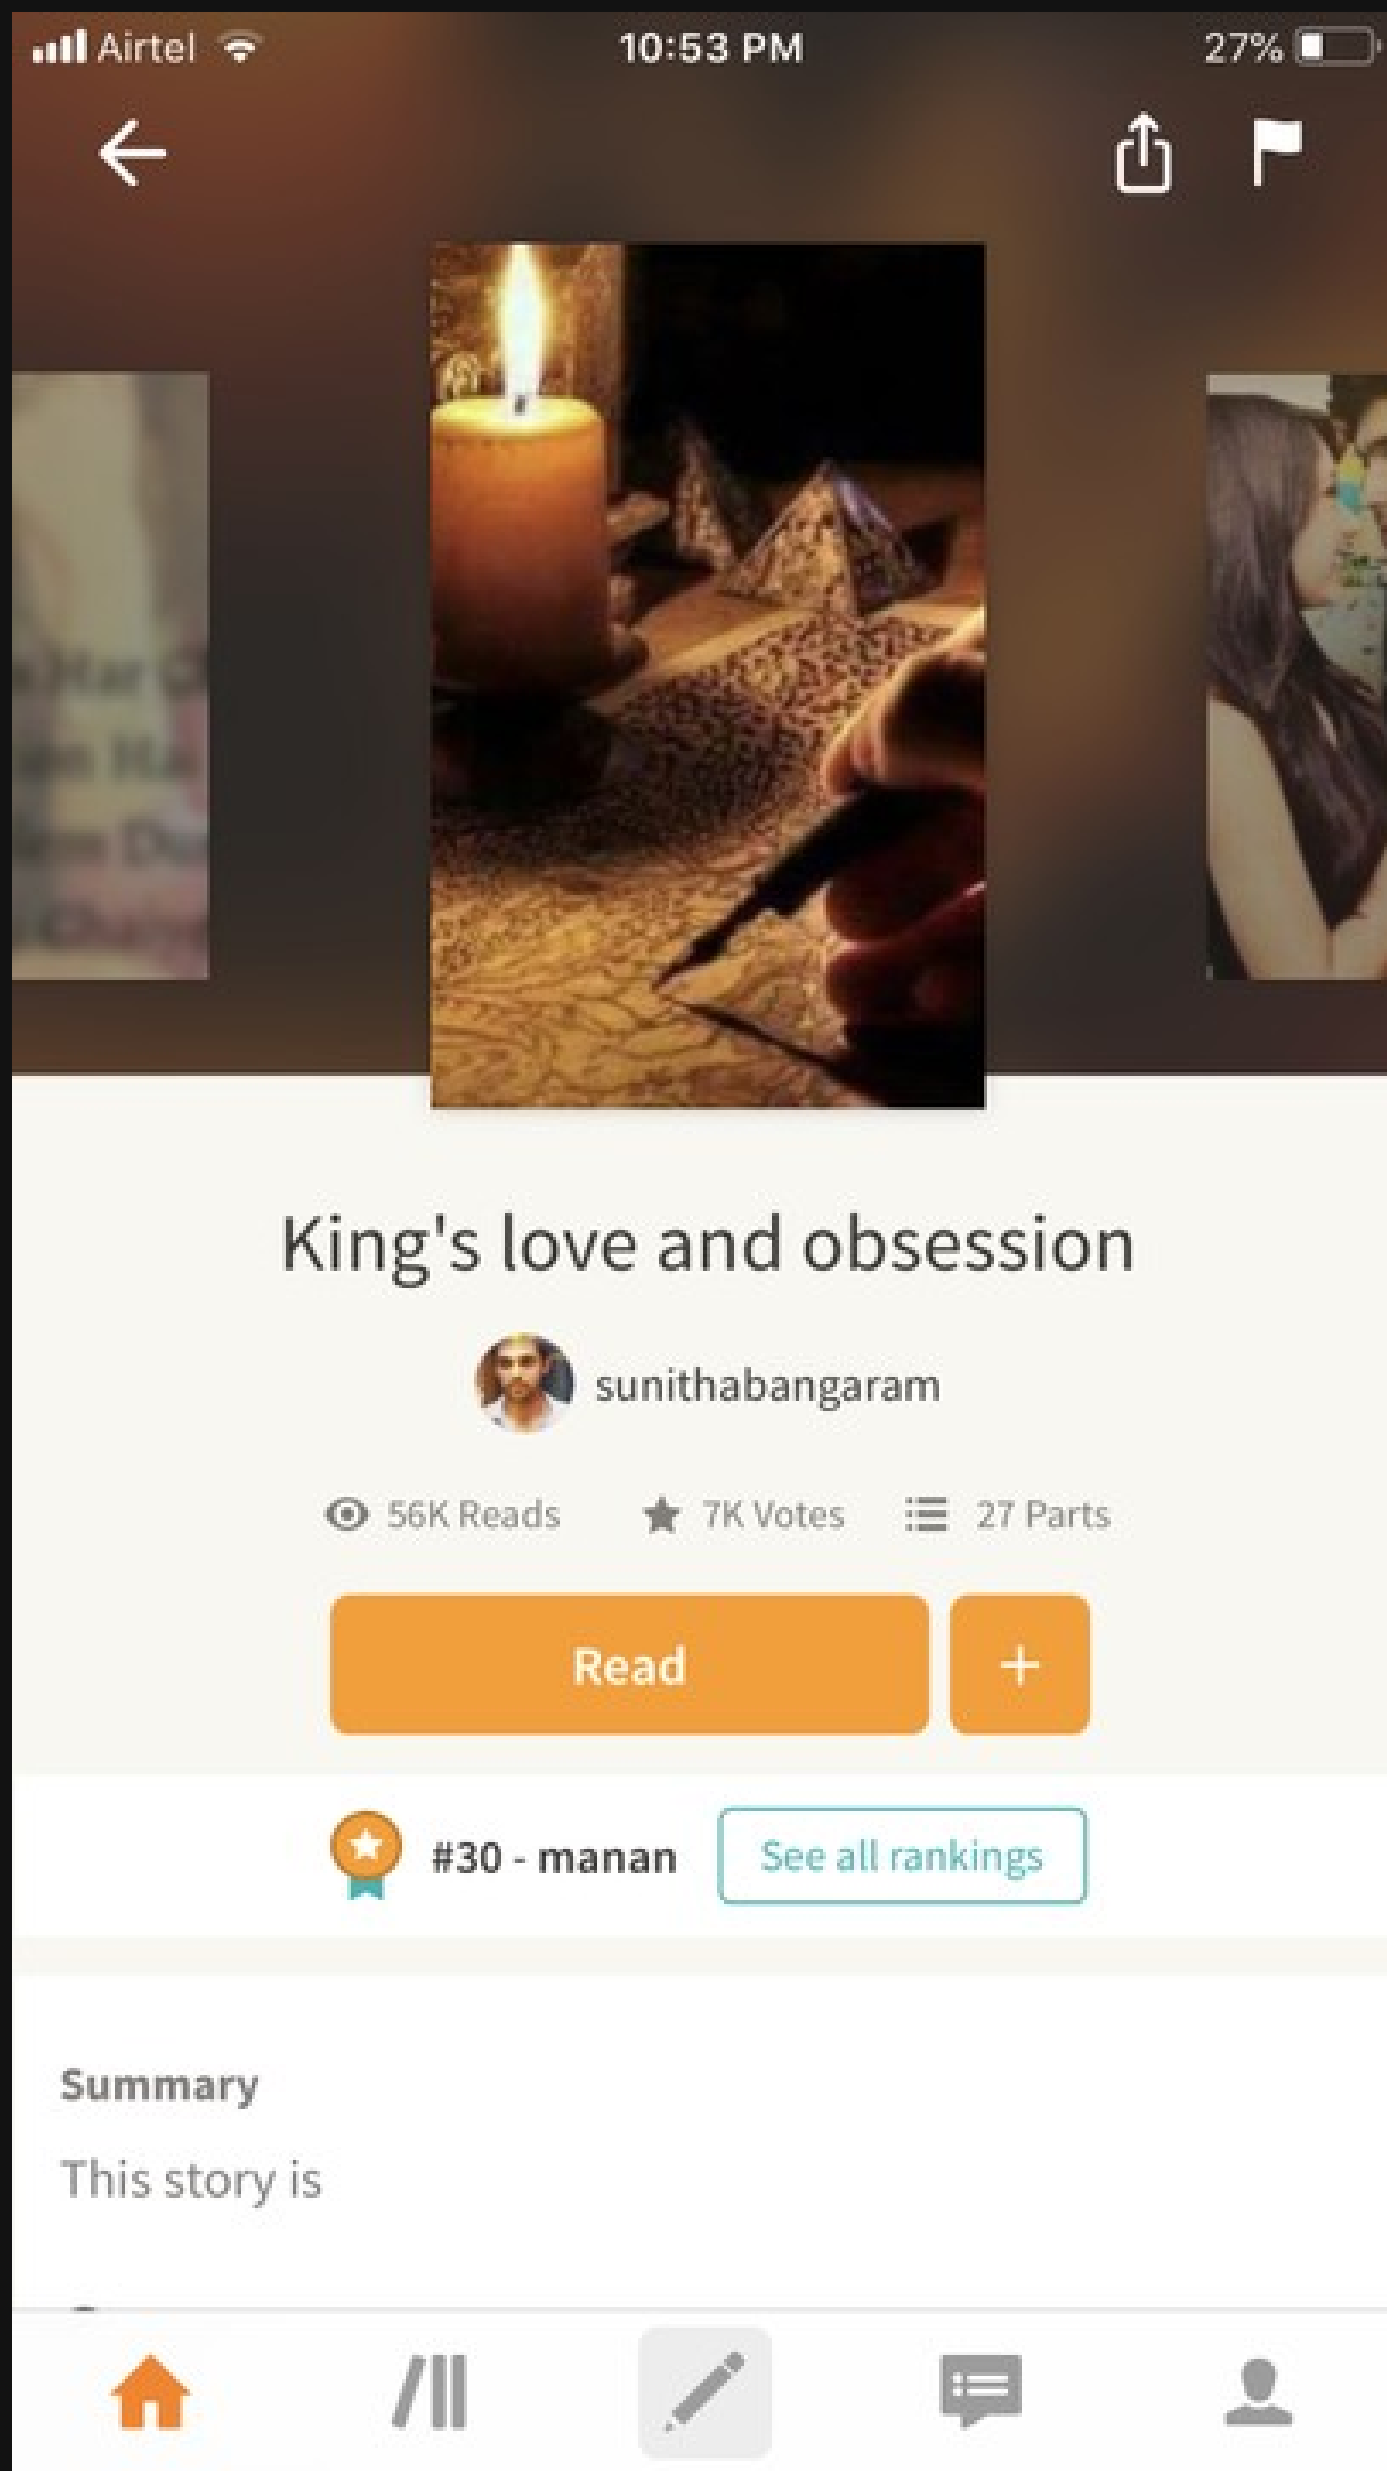 Airtel 10:53 PM 27%
King's love and obsession
sunithabangaram
56K Reads 7K Votes 27 Parts
Read +
#30 - manan See all rankings
Summary
This story is